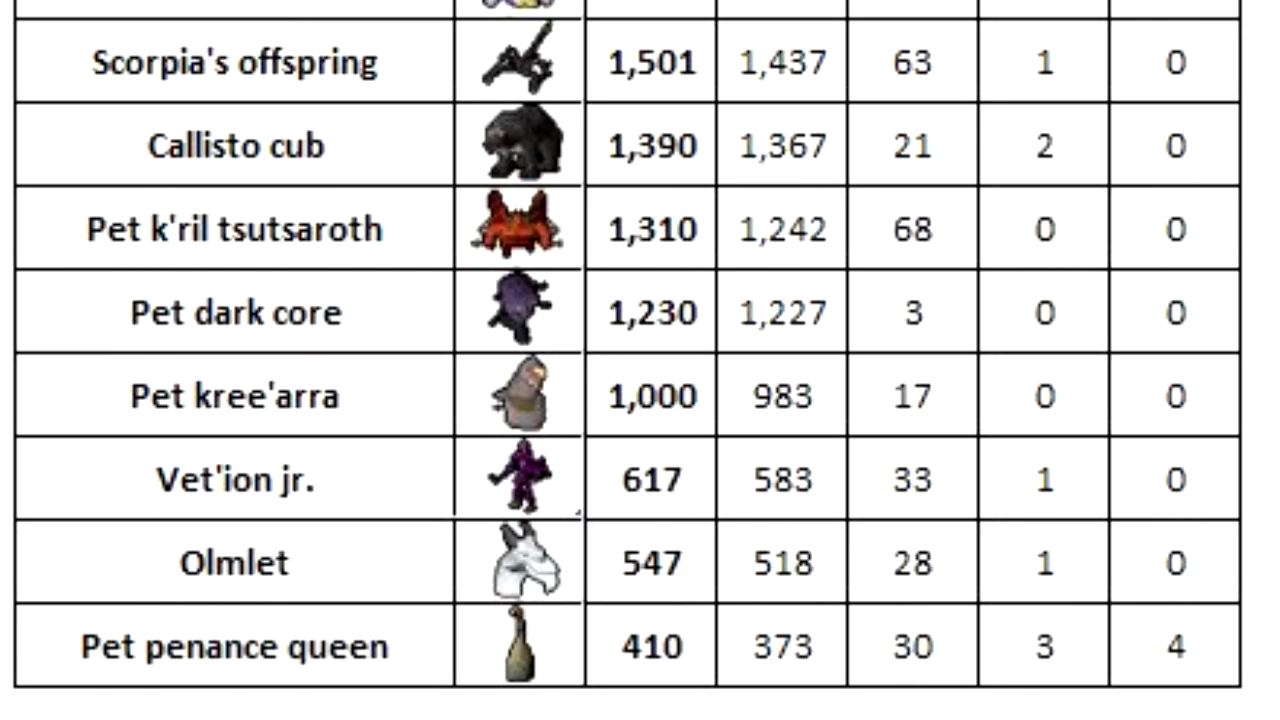 Scorpia's offspring 1,501 1,437 63 1 0
Callisto cub 1,390 1,367 21 2 0
Pet k'ril tsutsaroth 1,310 1,242 68 0 0
Pet dark core 1,230 1,227 3 0 0
Pet kree'arra 1,000 983 17 0 0
Vet'ion jr. 617 583 33 1 0
Olmlet 547 518 28 1 0
Pet penance queen 410 373 30 3 4